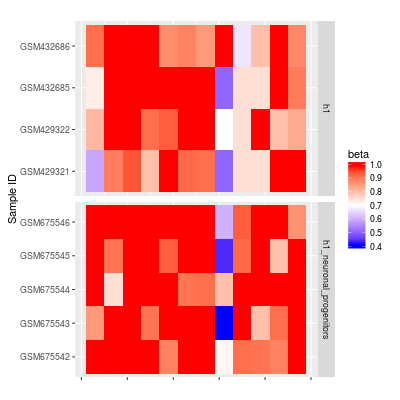 GSM432686
GSM432685
GSM429322
GSM429321
h1
GSM675546
GSM675545
GSM675544
GSM675543
GSM675542
h1_neuronal_progenitors
Sample ID
beta
1.0
0.9
0.8
0.7
0.6
0.5
0.4